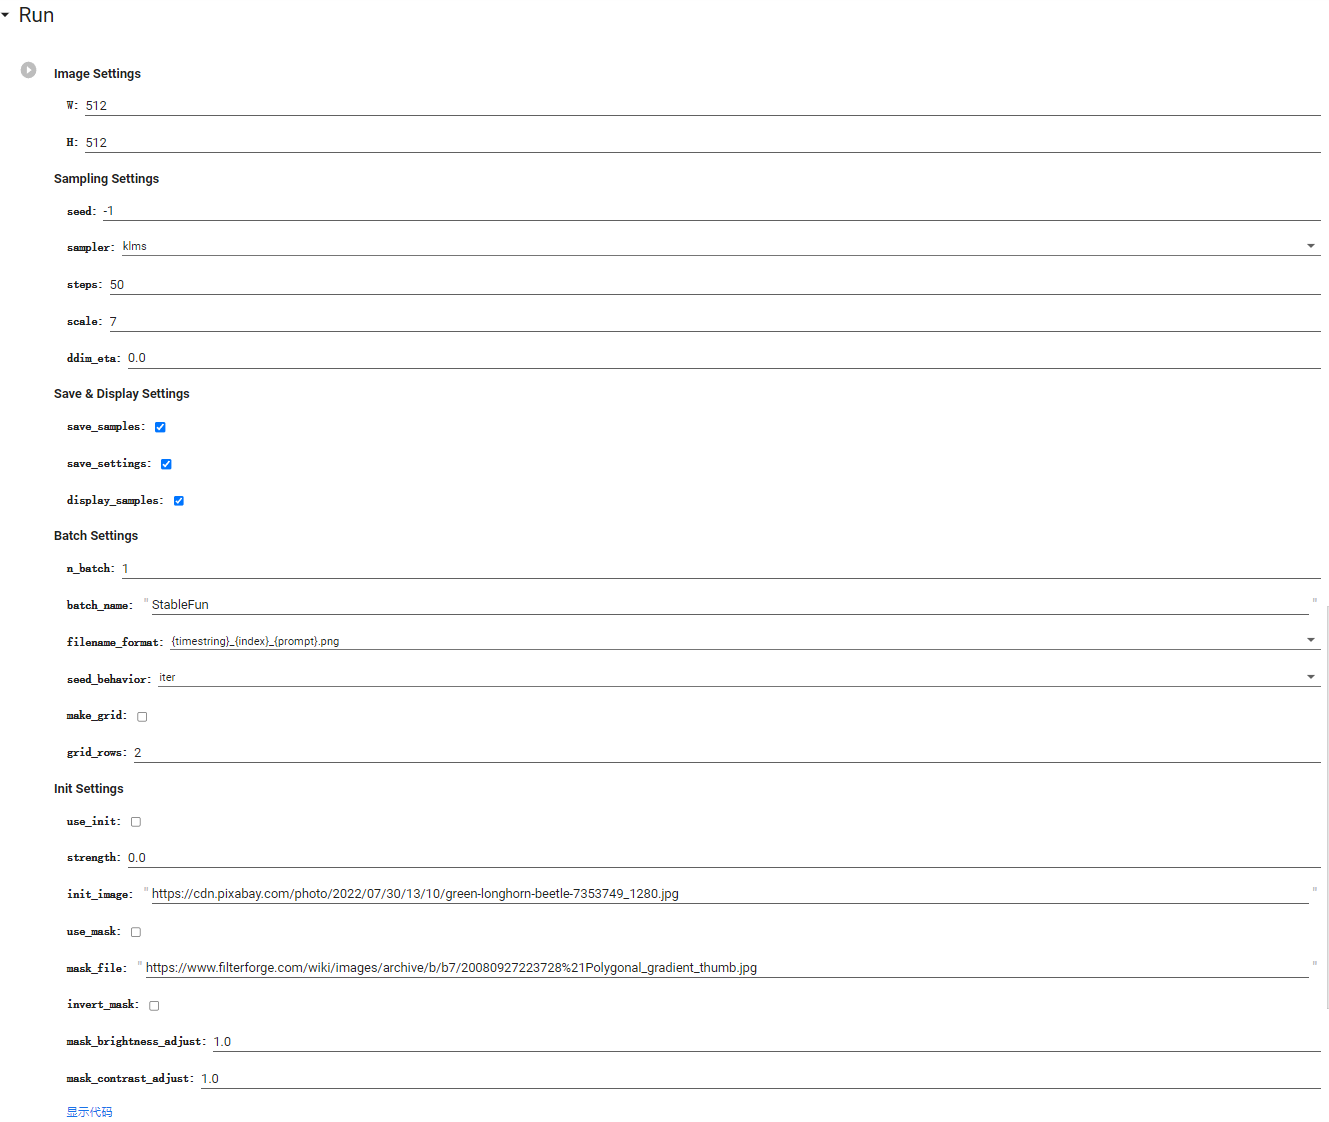 Run
Image Settings
W: 512
H: 512
Sampling Settings
seed: -1
sampler: klms
steps: 50
scale: 7
ddim_eta: 0.0
Save & Display Settings
save_samples:
save_settings:
display_samples:
Batch Settings
n_batch: 1
batch_name: " StableFun "
filename_format: {timestring}_{index}_{prompt}.png
seed_behavior: iter
make_grid:
grid_rows: 2
Init Settings
use_init:
strength: 0.0
init_image: " https://cdn.pixabay.com/photo/2022/07/30/13/10/green-longhorn-beetle-7353749_1280.jpg "
use_mask:
mask_file: " https://www.filterforge.com/wiki/images/archive/b/b7/20080927223728%21Polygonal_gradient_thumb.jpg "
invert_mask:
mask_brightness_adjust: 1.0
mask_contrast_adjust: 1.0
显示代码